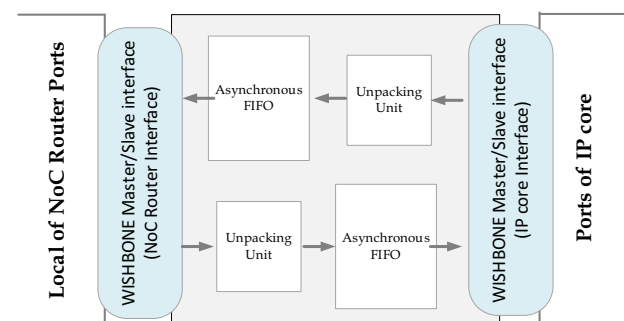 Local of NoC Router Ports
WISHBONE Master/Slave interface
(NoC Router Interface)
Asynchronous
FIFO
Unpacking
Unit
Unpacking
Unit
Asynchronous
FIFO
WISHBONE Master/Slave interface
(IP core Interface)
Ports of IP core